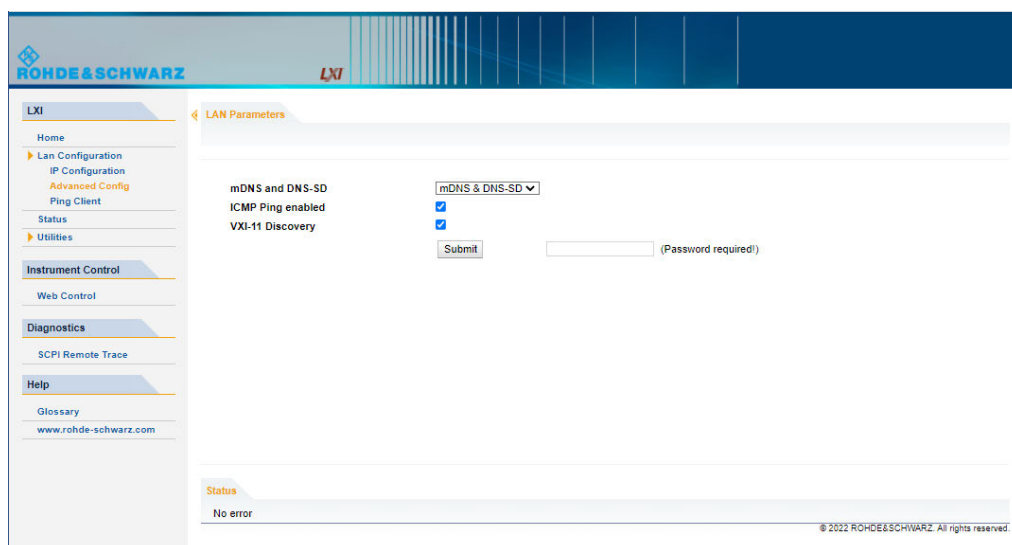 ROHDE&SCHWARZ
LXI
LXI
Home
Lan Configuration
IP Configuration
Advanced Config
Ping Client
Status
Utilities
Instrument Control
Web Control
Diagnostics
SCPI Remote Trace
Help
Glossary
www.rohde-schwarz.com
LAN Parameters
mDNS and DNS-SD mDNS & DNS-SD
ICMP Ping enabled
VXI-11 Discovery
Submit (Password required!)
Status
No error
© 2022 ROHDE&SCHWARZ. All rights reserved.